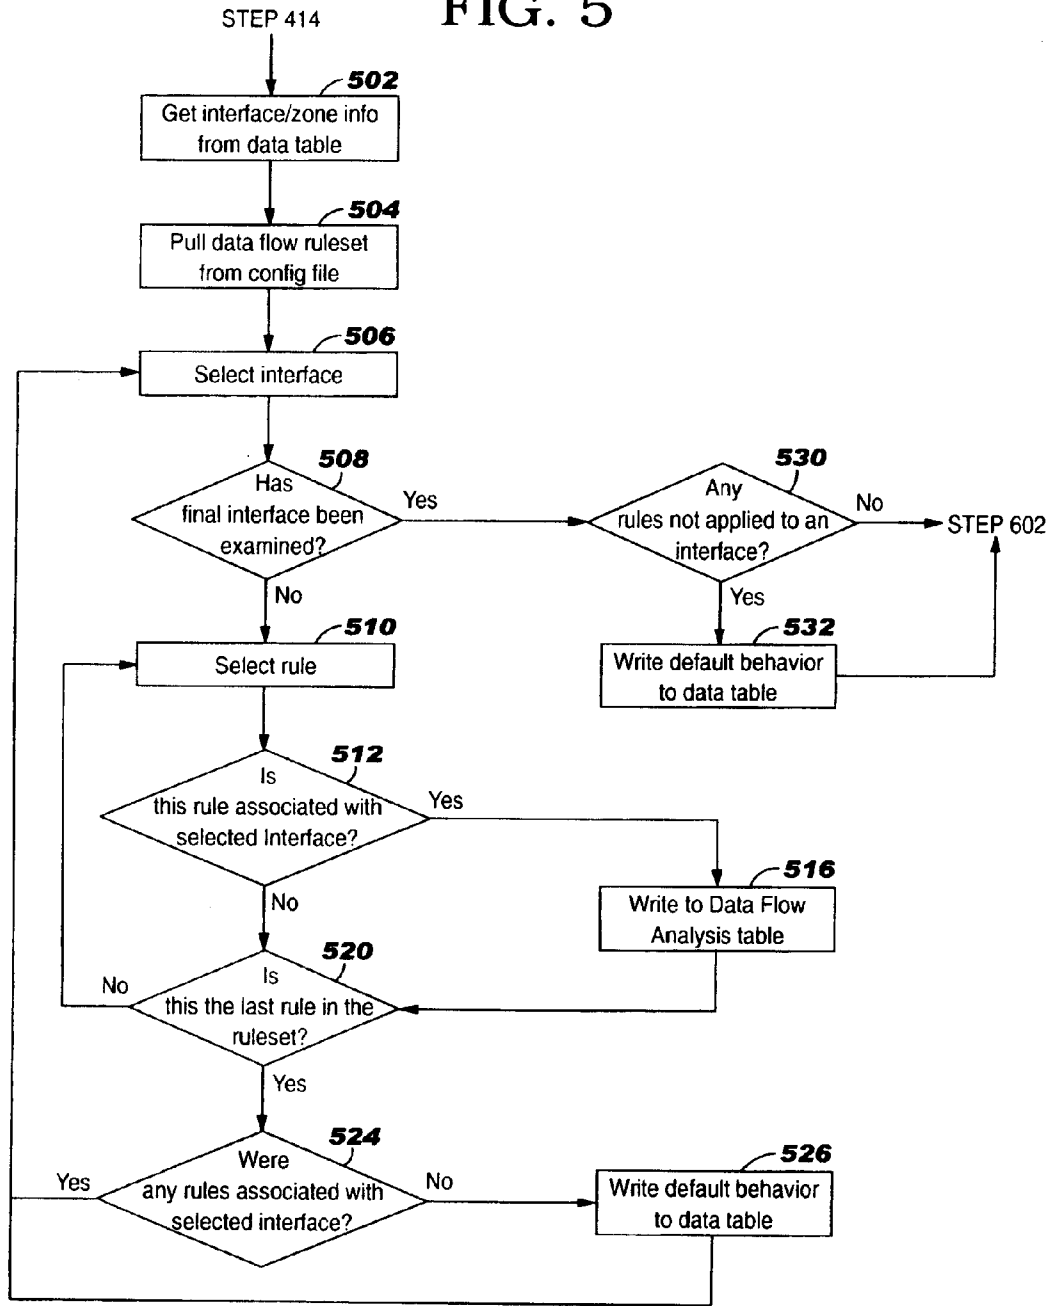 FIG. 5
STEP 414
502
Get interface/zone info
from data table
504
Pull data flow ruleset
from config file
506
Select interface
508
Has
final interface been
examined?
Yes
No
530
Any
rules not applied to an
interface?
No
STEP 602
Yes
532
Write default behavior
to data table
510
Select rule
512
Is
this rule associated with
selected Interface?
Yes
No
516
Write to Data Flow
Analysis table
520
Is
this the last rule in the
ruleset?
No
Yes
524
Were
any rules associated with
selected interface?
Yes
No
526
Write default behavior
to data table